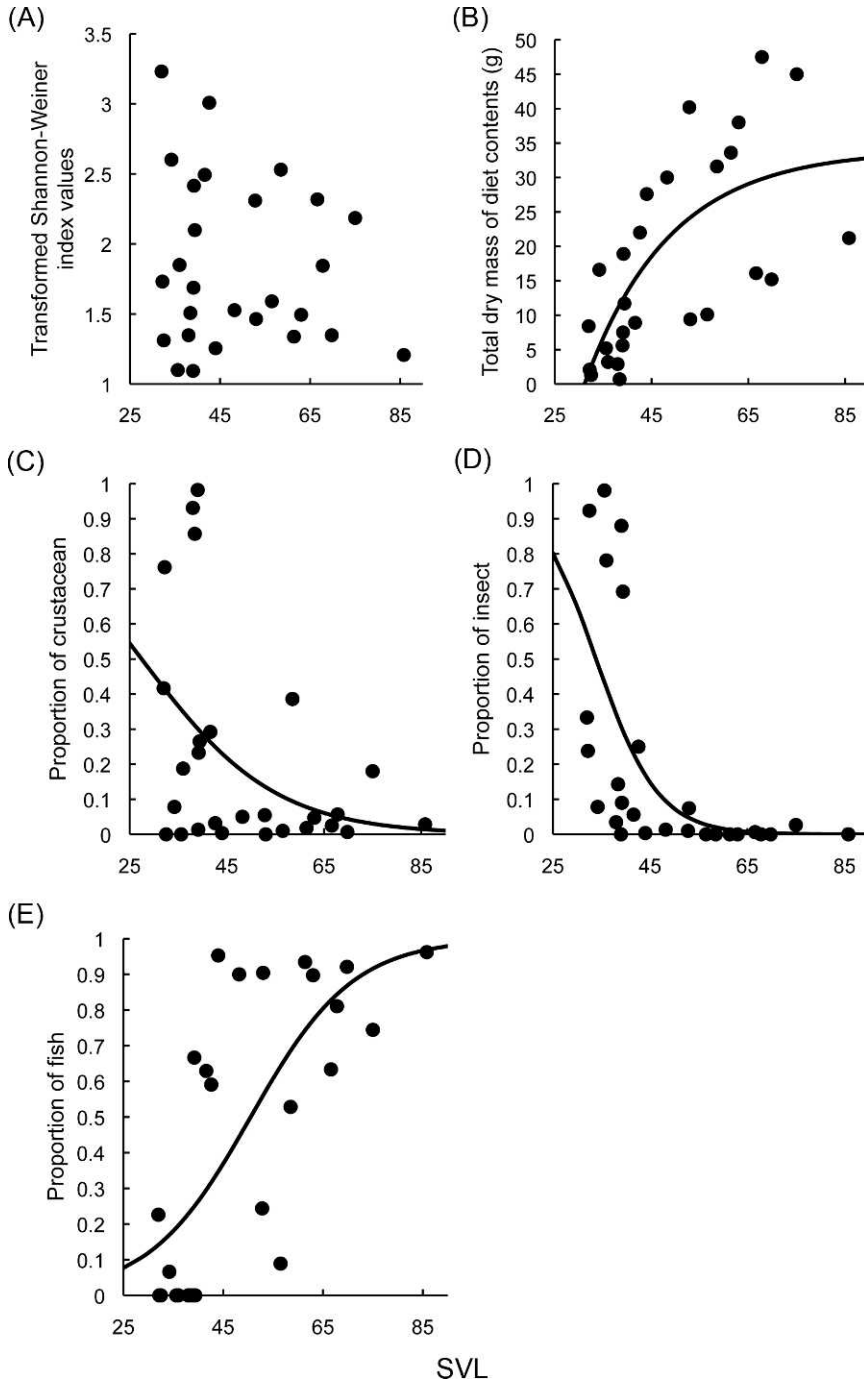 (A)
Transformed Shannon-Weiner
index values
3.5
3
2.5
2
1.5
1
25 45 65 85
(B)
Total dry mass of diet contents (g)
50
45
40
35
30
25
20
15
10
5
0
25 45 65 85
(C)
Proportion of crustacean
1
0.9
0.8
0.7
0.6
0.5
0.4
0.3
0.2
0.1
0
25 45 65 85
(D)
Proportion of insect
1
0.9
0.8
0.7
0.6
0.5
0.4
0.3
0.2
0.1
0
25 45 65 85
(E)
Proportion of fish
1
0.9
0.8
0.7
0.6
0.5
0.4
0.3
0.2
0.1
0
25 45 65 85
SVL